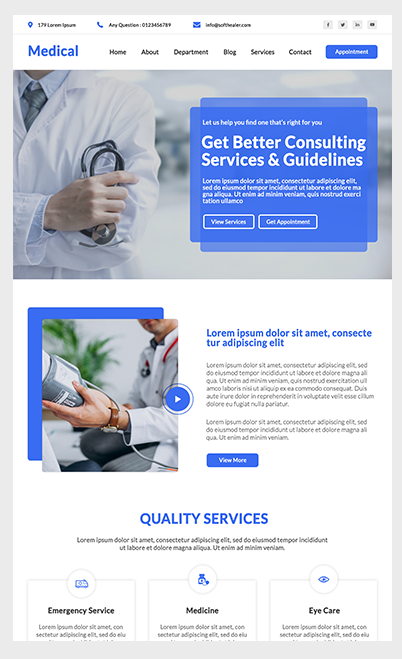 179 Lorem Ipsum
Any Question : 0123456789
info@softhealer.com
Medical
Home
About
Department
Blog
Services
Contact
Appointment
Let us help you find one that's right for you
Get Better Consulting
Services & Guidelines
Lorem ipsum dolor sit amet, consectetur adipiscing elit,
sed do eiusmod tempor incididunt ut labore et dolore ma
gna aliqua. Ut enim ad minim veniam, quis nostrud exerci
tation ullamco
View Services
Get Appointment
Lorem ipsum dolor sit amet, consecte
tur adipiscing elit
Lorem ipsum dolor sit amet, consectetur adipiscing elit, sed
do eiusmod tempor incididunt ut labore et dolore magna
aliqua. Ut enim ad minim veniam, quis nostrud exercitation ull
amco laboris nisi ut aliquip ex ea commodo consequat. Duis
aute irure dolor in reprehenderit in voluptate velit esse cillum
dolore eu fugiat nulla pariatur.
Lorem ipsum dolor sit amet, consectetur adipiscing elit, sed
do eiusmod tempor incididunt ut labore et dolore magna
aliqua. Ut enim ad minim veniam.
View More
QUALITY SERVICES
Lorem ipsum dolor sit amet, consectetur adipiscing elit, sed do eiusmod tempor incididunt
ut labore et dolore magna aliqua. Ut enim ad minim veniam.
Emergency Service
Lorem ipsum dolor sit amet, con
sectetur adipiscing elit, sed do eiu
Medicine
Lorem ipsum dolor sit amet, con
sectetur adipiscing elit, sed do eiu
Eye Care
Lorem ipsum dolor sit amet, con
sectetur adipiscing elit, sed do eiu